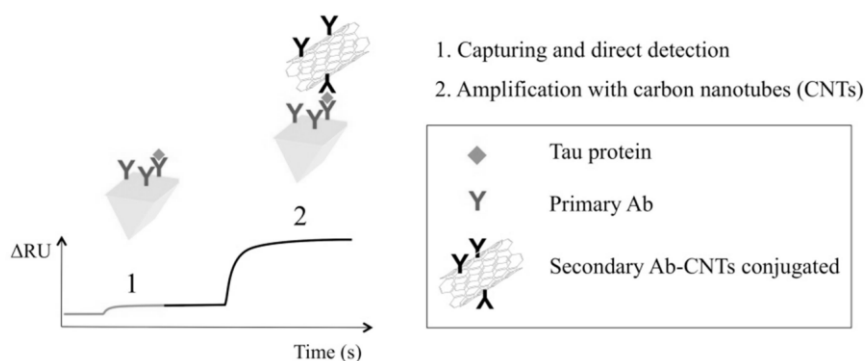 1. Capturing and direct detection
2. Amplification with carbon nanotubes (CNTs)
Tau protein
Primary Ab
Secondary Ab-CNTs conjugated
2
ΔRU
1
Time (s)